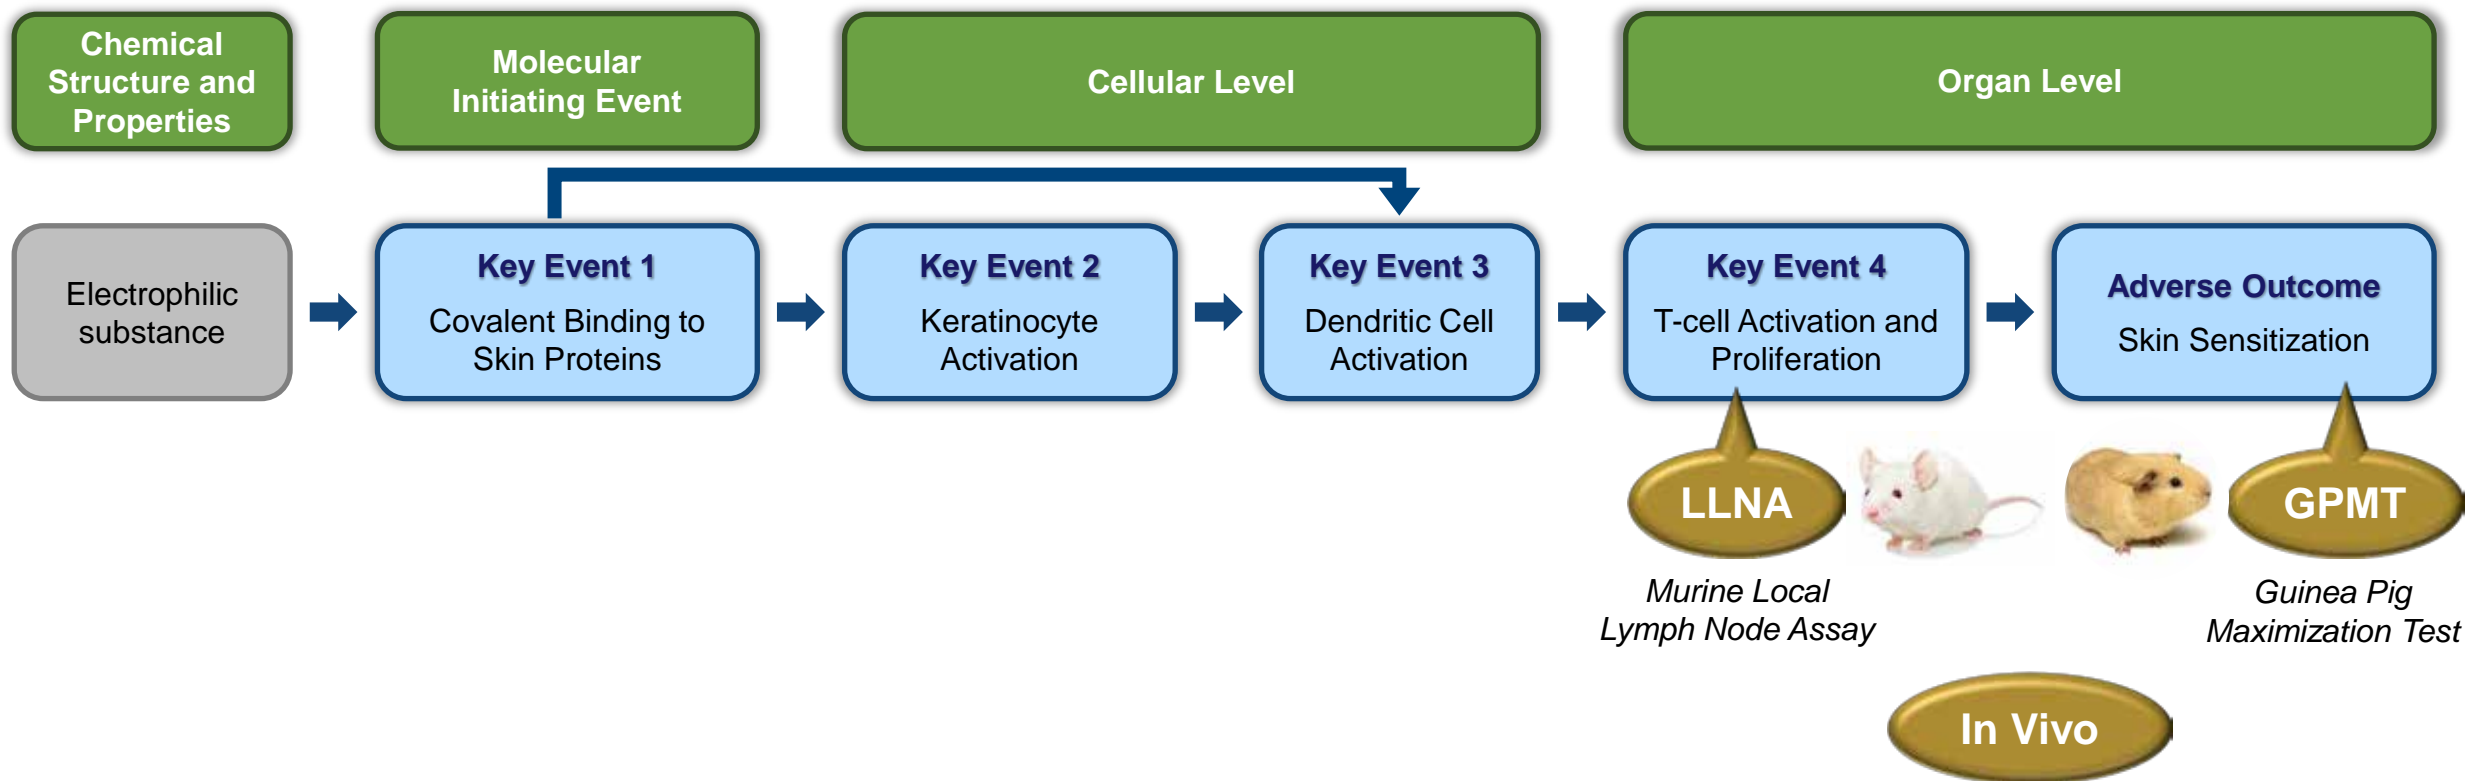 Chemical
Structure and
Properties
Molecular
Initiating Event
Cellular Level
Organ Level
Electrophilic
substance
Key Event 1
Covalent Binding to
Skin Proteins
Key Event 2
Keratinocyte
Activation
Key Event 3
Dendritic Cell
Activation
Key Event 4
T-cell Activation and
Proliferation
Adverse Outcome
Skin Sensitization
LLNA
GPMT
Murine Local
Lymph Node Assay
Guinea Pig
Maximization Test
In Vivo